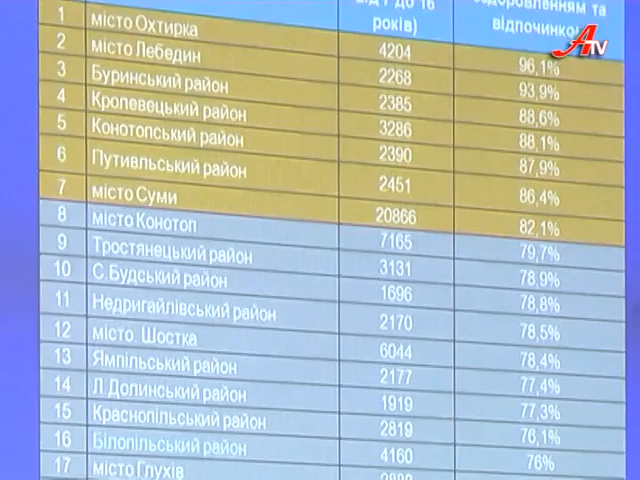 до 16
років)
оздоровленням та
відпочинко
ATV
1 місто Охтирка 4204 96,1%
2 місто Лебедин 2268 93,9%
3 Буринський район 2385 88,6%
4 Кролевецький район 3286 88,1%
5 Конотопський район 2390 87,9%
6 Путивльський район 2451 86,4%
7 місто Суми 20866 82,1%
8 місто Конотоп 7165 79,7%
9 Тростянецький район 3131 78,9%
10 С.Будський район 1696 78,8%
11 Недригайлівський район 2170 78,5%
12 місто. Шостка 6044 78,4%
13 Ямпільський район 2177 77,4%
14 Л.Долинський район 1919 77,3%
15 Краснопільський район 2819 76,1%
16 Білопільський район 4160 76%
17 місто Глухів